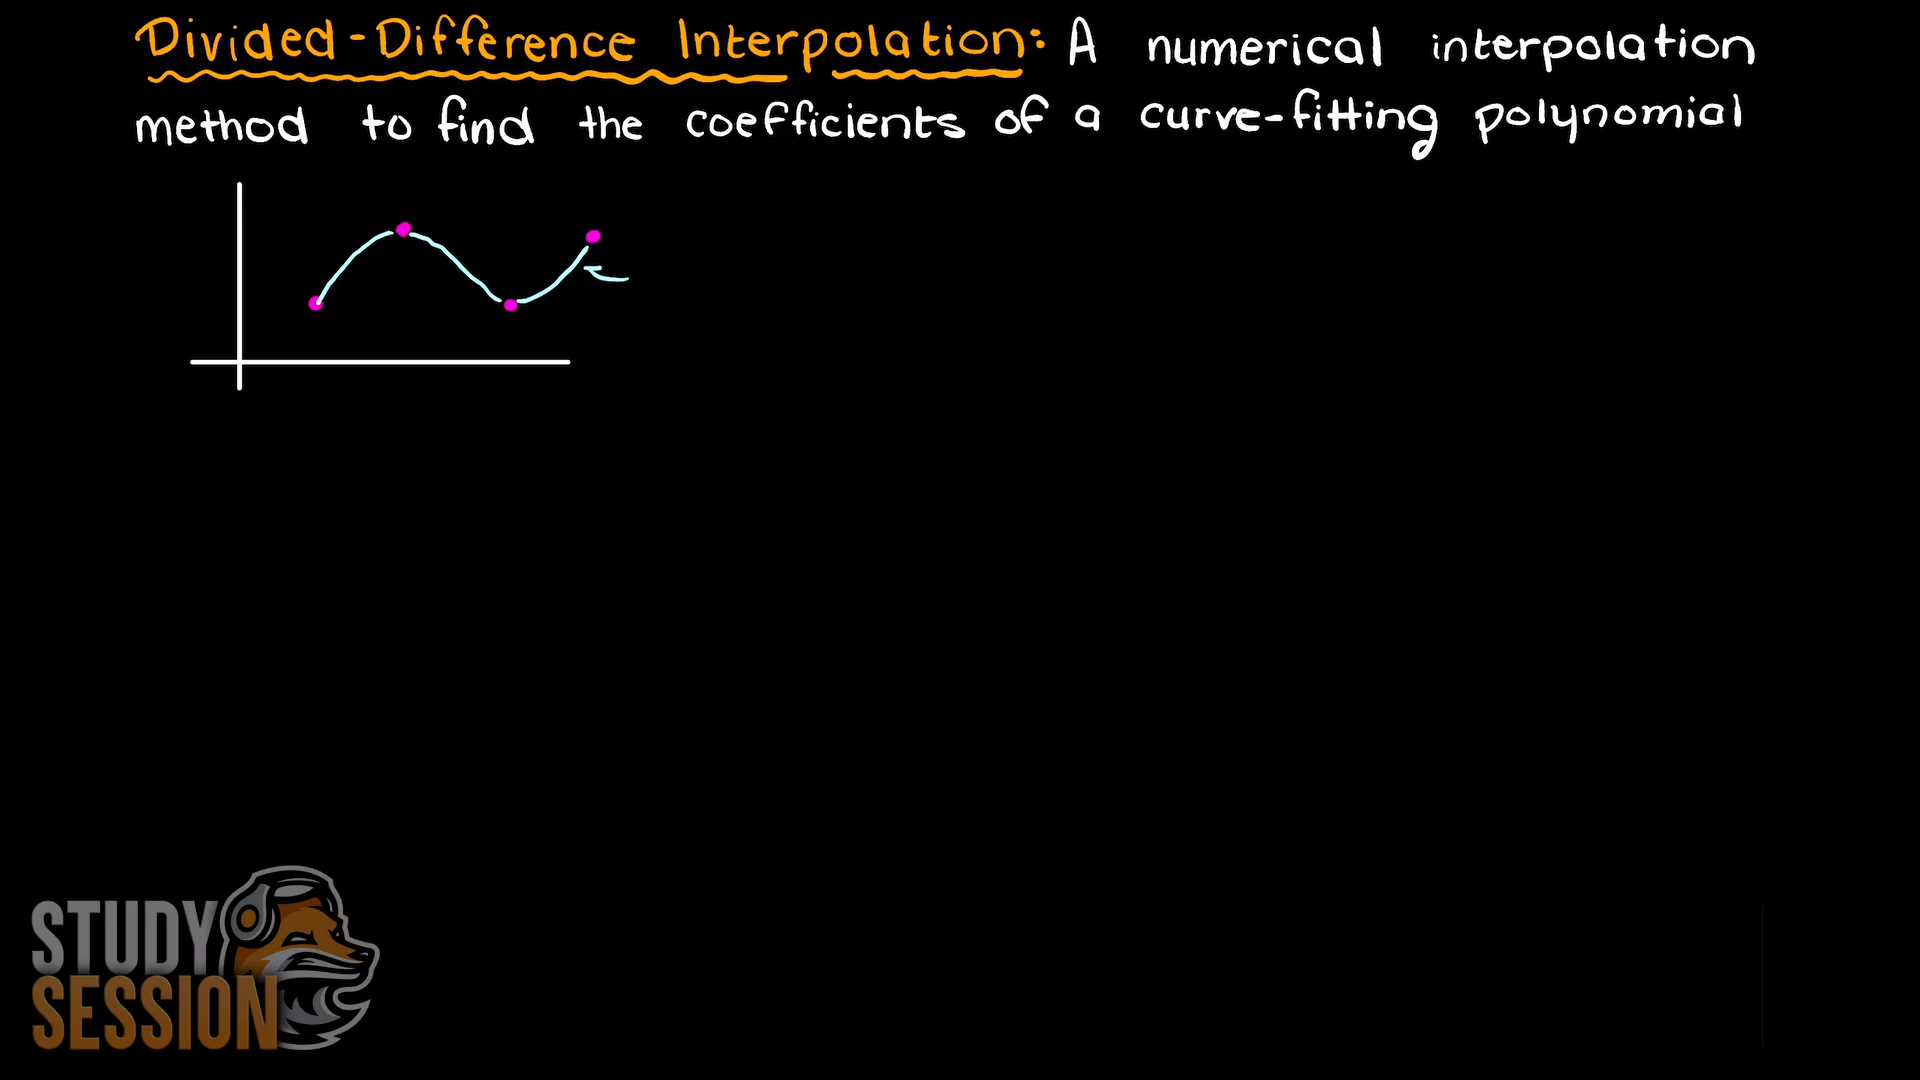 Divided-Difference Interpolation: A numerical interpolation
method to find the coefficients of a curve-fitting polynomial
STUDY
SESSION